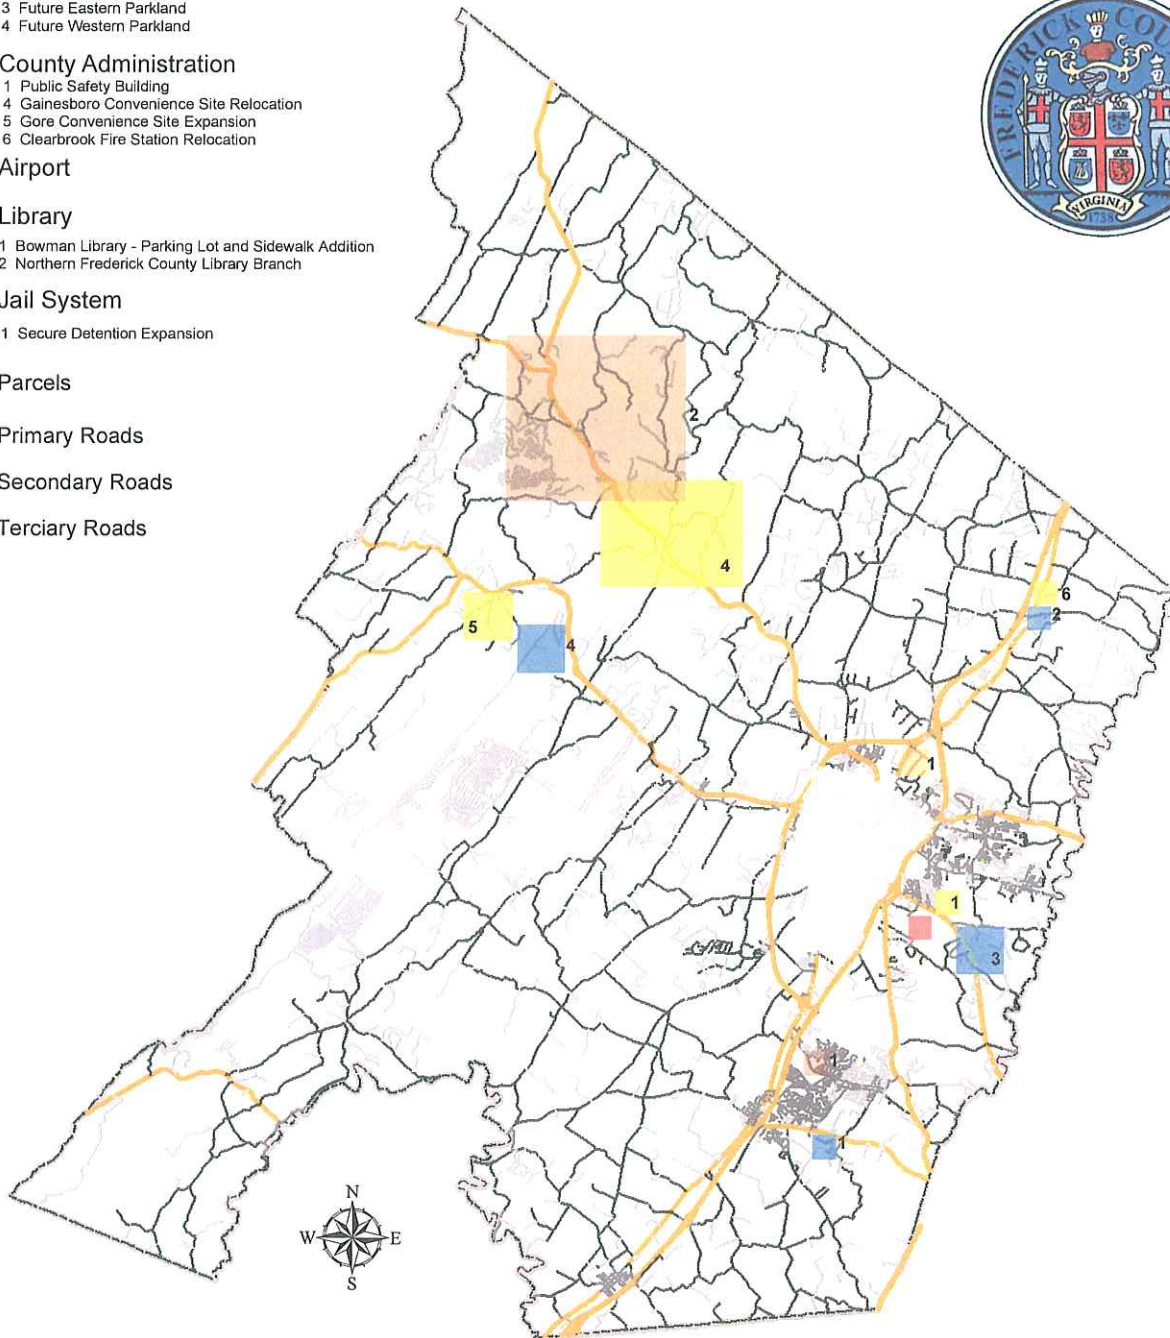 3 Future Eastern Parkland
4 Future Western Parkland
County Administration
1 Public Safety Building
4 Gainesboro Convenience Site Relocation
5 Gore Convenience Site Expansion
6 Clearbrook Fire Station Relocation
Airport
Library
1 Bowman Library - Parking Lot and Sidewalk Addition
2 Northern Frederick County Library Branch
Jail System
1 Secure Detention Expansion
Parcels
Primary Roads
Secondary Roads
Terciary Roads
FREDERICK COU
VIRGINIA
1738
2
4
6
2
5
4
1
1
3
1
1
N
W E
S